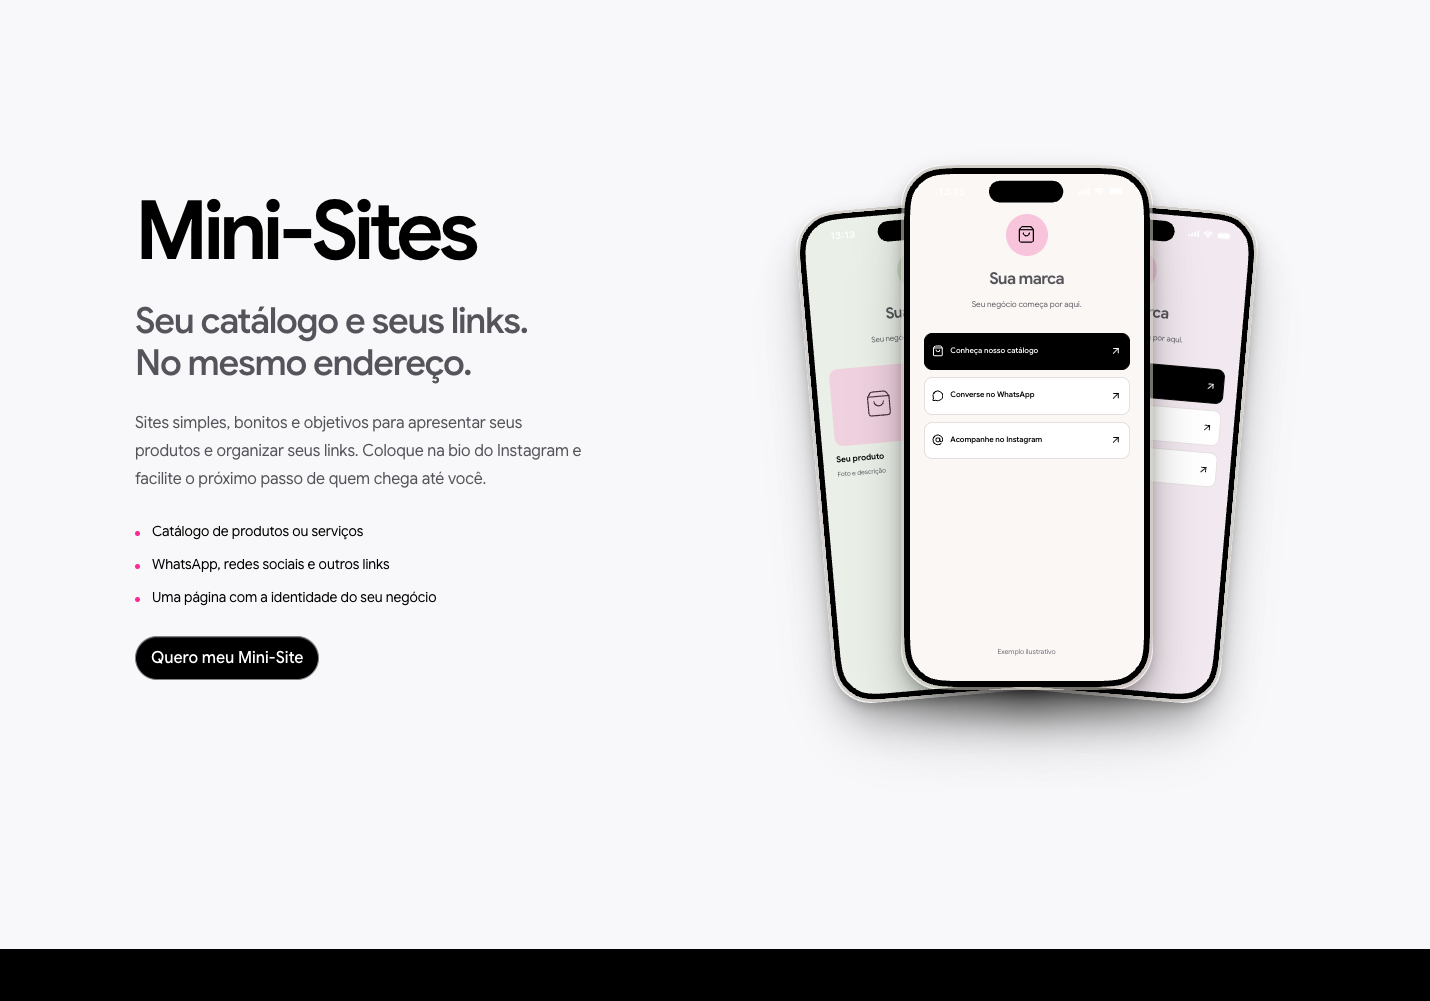 Mini-Sites
Seu catálogo e seus links.
No mesmo endereço.
Sites simples, bonitos e objetivos para apresentar seus
produtos e organizar seus links. Coloque na bio do Instagram e
facilite o próximo passo de quem chega até você.
Catálogo de produtos ou serviços
WhatsApp, redes sociais e outros links
Uma página com a identidade do seu negócio
Quero meu Mini-Site
13:13
Seu produto
Foto e descrição
Sua marca
Seu negócio começa por aqui.
Conheça nosso catálogo
Converse no WhatsApp
Acompanhe no Instagram
Exemplo ilustrativo
por aqui.